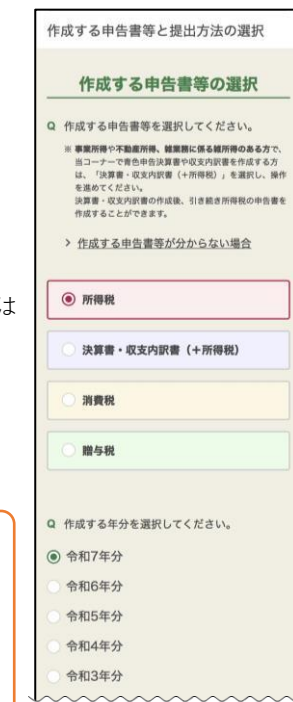 作成する申告書等と提出方法の選択
作成する申告書等の選択
Q 作成する申告書等を選択してください。
※ 事業所得や不動産所得、雑業務に係る雑所得のある方で、
当コーナーで青色申告決算書や収支内訳書を作成する方
は、「決算書・収支内訳書（＋所得税）」を選択し、操作
を進めてください。
決算書・収支内訳書の作成後、引き続き所得税の申告書を
作成することができます。
> 作成する申告書等が分からない場合
は
所得税
決算書・収支内訳書（＋所得税）
消費税
贈与税
Q 作成する年分を選択してください。
令和7年分
令和6年分
令和5年分
令和4年分
令和3年分